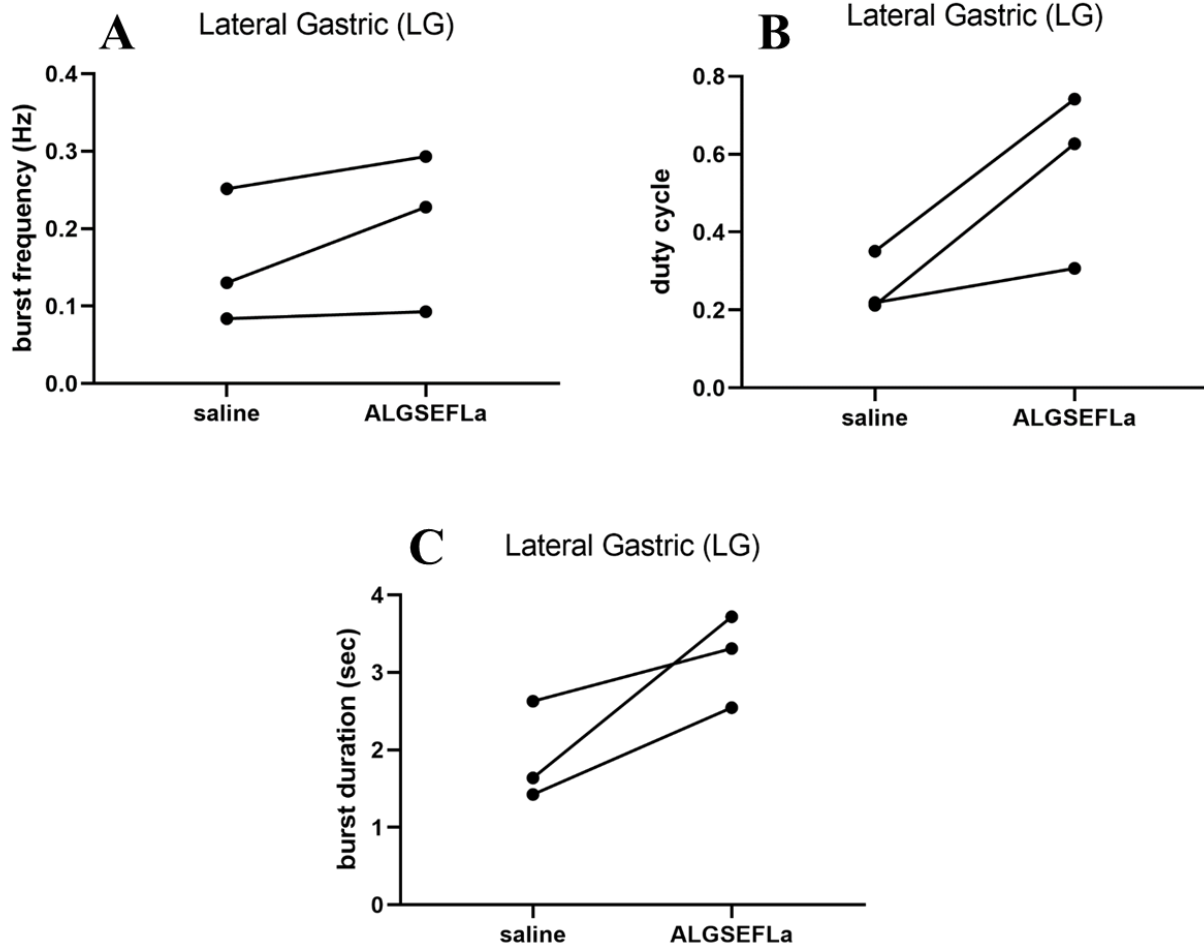 A
Lateral Gastric (LG)
burst frequency (Hz)
0.4
0.3
0.2
0.1
0.0
saline
ALGSEFLa
B
Lateral Gastric (LG)
duty cycle
0.8
0.6
0.4
0.2
0.0
saline
ALGSEFLa
C
Lateral Gastric (LG)
burst duration (sec)
4
3
2
1
0
saline
ALGSEFLa